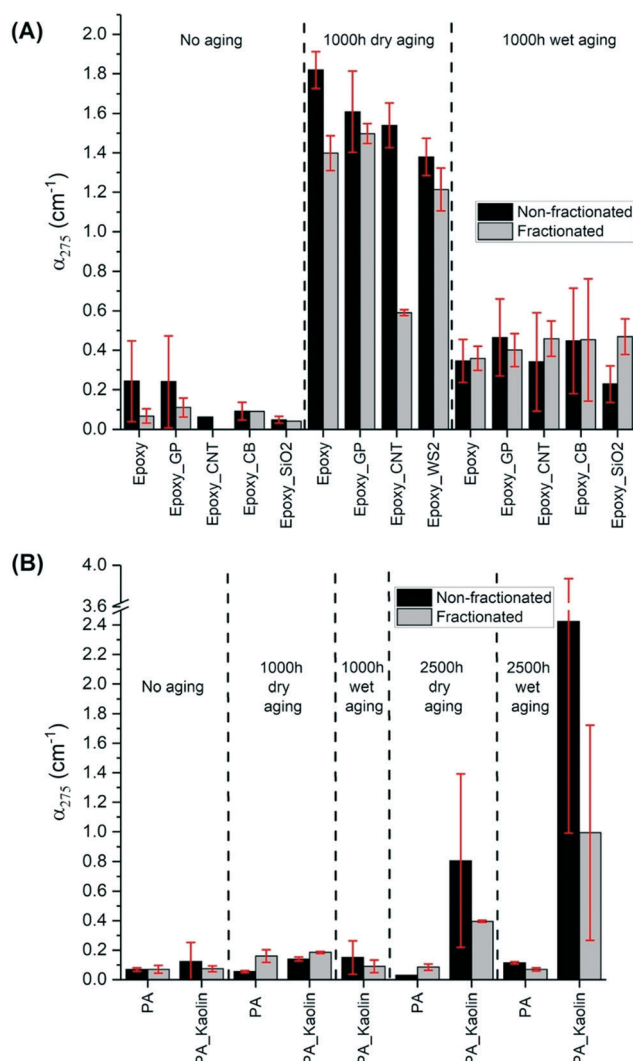 (A)
No aging
1000h dry aging
1000h wet aging
Non-fractionated
Fractionated
α275 (cm-1)
2.0
1.8
1.6
1.4
1.2
1.0
0.8
0.6
0.4
0.2
0.0
Epoxy
Epoxy_GP
Epoxy_CNT
Epoxy_CB
Epoxy_SiO2
Epoxy
Epoxy_GP
Epoxy_CNT
Epoxy_WS2
Epoxy
Epoxy_GP
Epoxy_CNT
Epoxy_CB
Epoxy_SiO2
(B)
Non-fractionated
Fractionated
No aging
1000h
dry
aging
1000h
wet
aging
2500h
dry
aging
2500h
wet
aging
α275 (cm-1)
4.0
3.6
2.4
2.2
2.0
1.8
1.6
1.4
1.2
1.0
0.8
0.6
0.4
0.2
0.0
PA
PA_Kaolin
PA
PA_Kaolin
PA_Kaolin
PA
PA_Kaolin
PA
PA_Kaolin